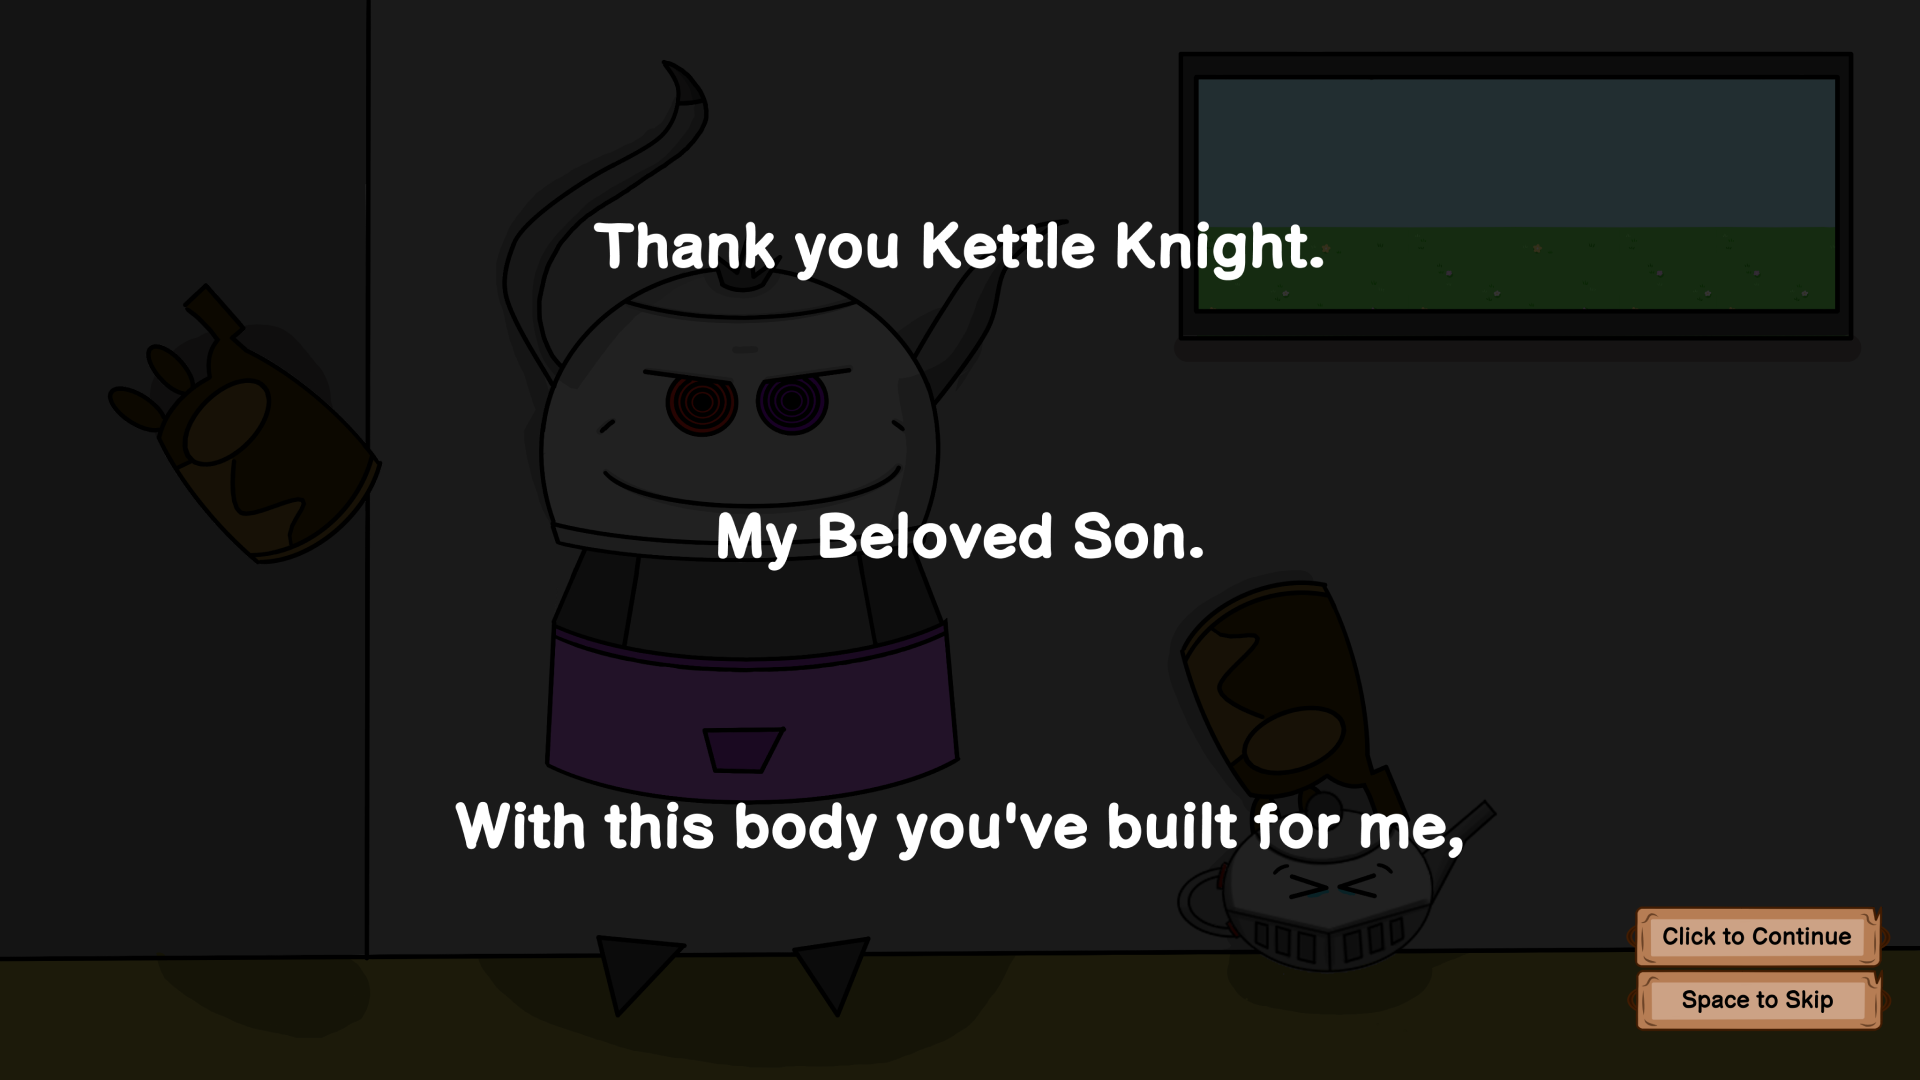 Thank you Kettle Knight.
My Beloved Son.
With this body you've built for me,
Click to Continue
Space to Skip